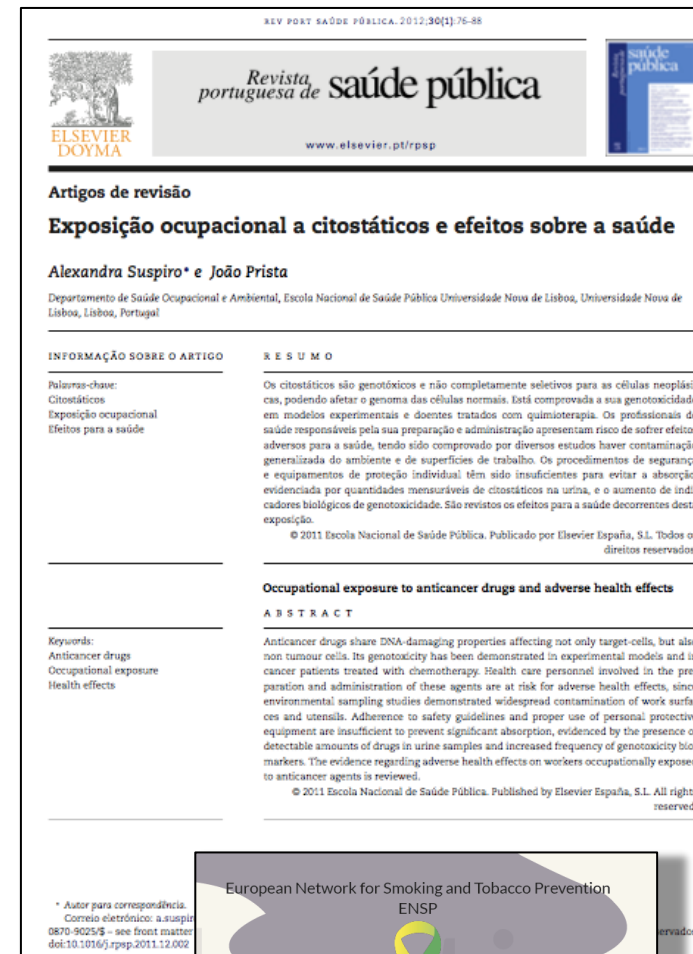 REV PORT SAÚDE PÚBLICA. 2012;30(1):76-88
ELSEVIER
DOYMA
Revista
portuguesa de saúde pública
www.elsevier.pt/rpsp
Revista
portuguesa de
saúde
pública
Artigos de revisão
Exposição ocupacional a citostáticos e efeitos sobre a saúde
Alexandra Suspiro* e João Prista
Departamento de Saúde Ocupacional e Ambiental, Escola Nacional de Saúde Pública Universidade Nova de Lisboa, Universidade Nova de
Lisboa, Lisboa, Portugal
INFORMAÇÃO SOBRE O ARTIGO
Palavras-chave:
Citostáticos
Exposição ocupacional
Efeitos para a saúde
RESUMO
Os citostáticos são genotóxicos e não completamente seletivos para as células neoplási
cas, podendo afetar o genoma das células normais. Está comprovada a sua genotoxicidade
em modelos experimentais e doentes tratados com quimioterapia. Os profissionais de
saúde responsáveis pela sua preparação e administração apresentam risco de sofrer efeito
adversos para a saúde, tendo sido comprovado por diversos estudos haver contaminação
generalizada do ambiente e de superfícies de trabalho. Os procedimentos de seguranç
e equipamentos de proteção individual têm sido insuficientes para evitar a absorção
evidenciada por quantidades mensuráveis de citostáticos na urina, e o aumento de indi
cadores biológicos de genotoxicidade. São revistos os efeitos para a saúde decorrentes dest
exposição.
© 2011 Escola Nacional de Saúde Pública. Publicado por Elsevier España, S.L. Todos o
direitos reservados
Occupational exposure to anticancer drugs and adverse health effects
ABSTRACT
Keywords:
Anticancer drugs
Occupational exposure
Health effects
Anticancer drugs share DNA-damaging properties affecting not only target-cells, but als
non tumour cells. Its genotoxicity has been demonstrated in experimental models and i
cancer patients treated with chemotherapy. Health care personnel involved in the pre
paration and administration of these agents are at risk for adverse health effects, sinc
environmental sampling studies demonstrated widespread contamination of work surfa
ces and utensils. Adherence to safety guidelines and proper use of personal protectiv
equipment are insufficient to prevent significant absorption, evidenced by the presence o
detectable amounts of drugs in urine samples and increased frequency of genotoxicity bio
markers. The evidence regarding adverse health effects on workers occupationally expose
to anticancer agents is reviewed.
© 2011 Escola Nacional de Saúde Pública. Published by Elsevier España, S.L. All right
reserved
* Autor para correspondência.
Correio eletrónico: a.suspir
0870-9025/$ – see front matter
doi:10.1016/j.rpsp.2011.12.002
ervado
European Network for Smoking and Tobacco Prevention
ENSP